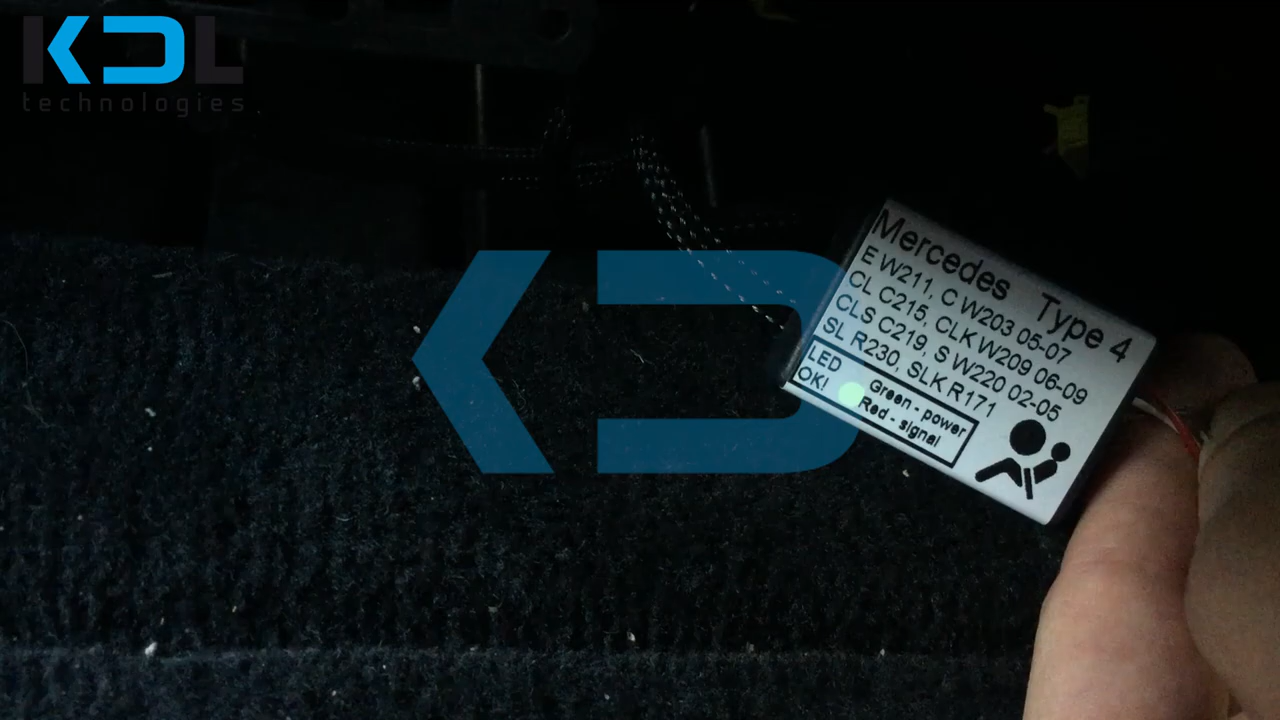 KDL
technologies
Mercedes Type 4
E W211, C W203 05-07
CL C215, CLK W209 06-09
CLS C219, S W220 02-05
SL R230, SLK R171
LED
OK!
Green - power
Red - signal
KD